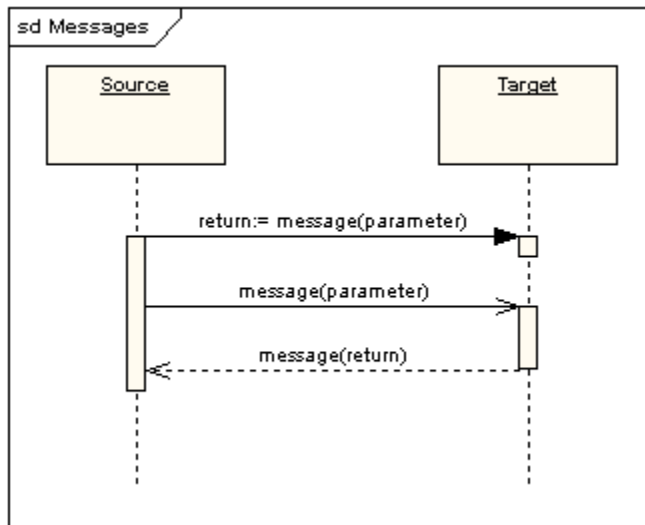 sd Messages
Source
Target
return:= message(parameter)
message(parameter)
message(return)